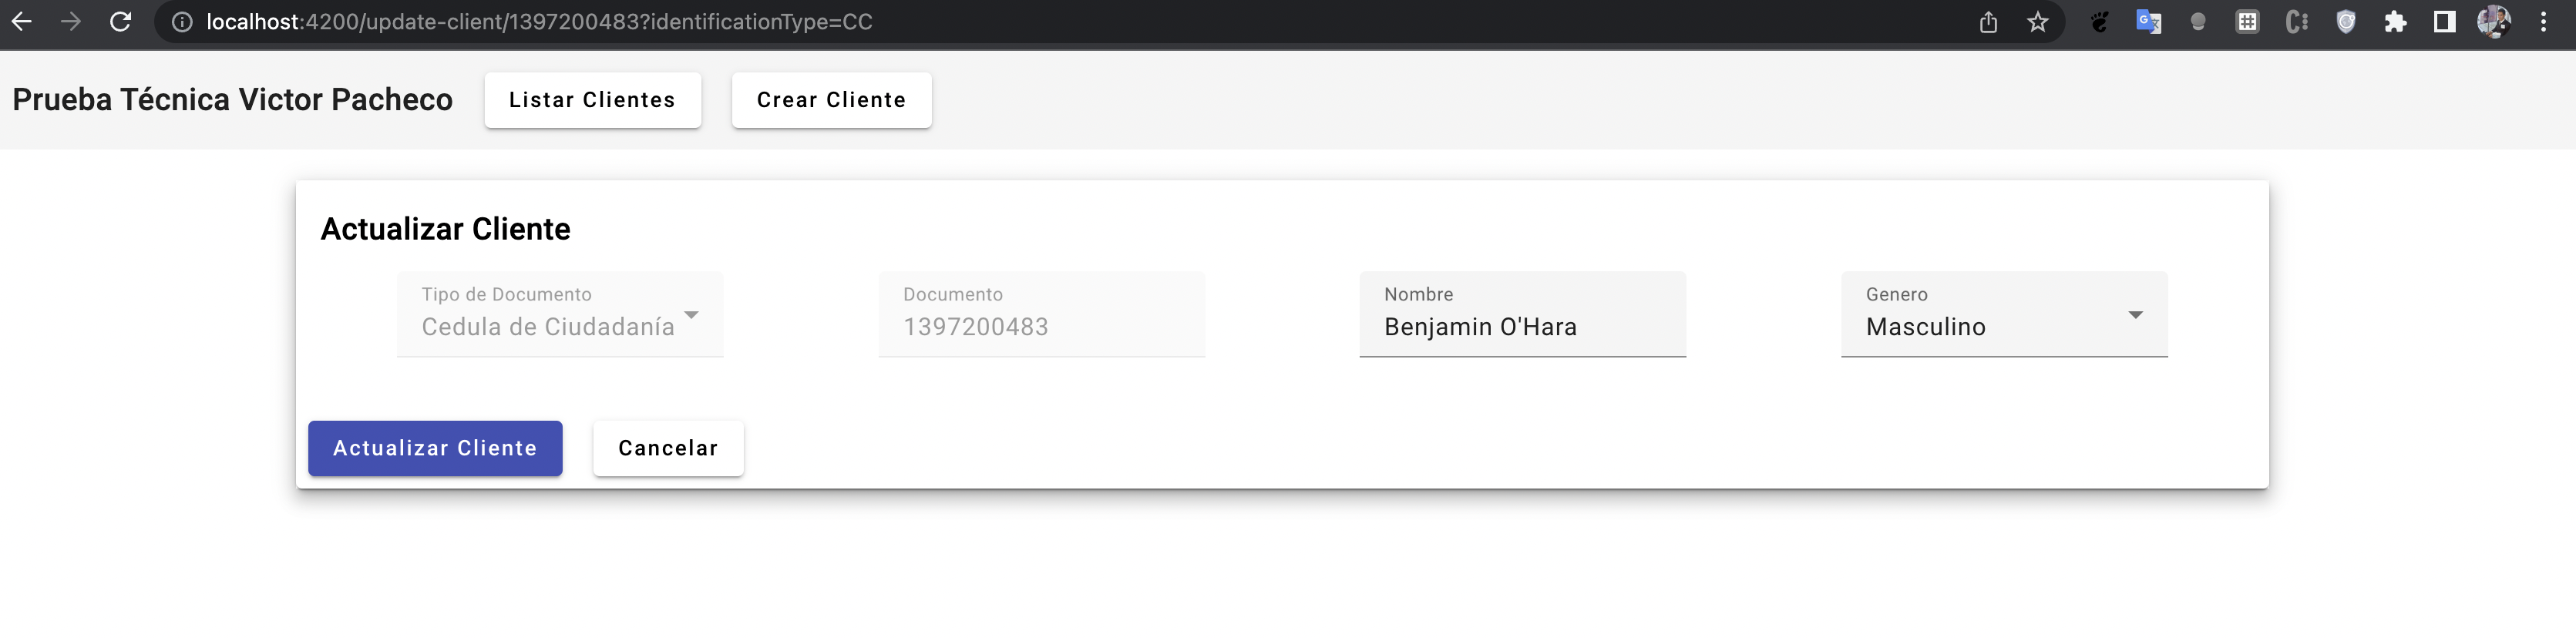 localhost:4200/update-client/1397200483?identificationType=CC
Prueba Técnica Victor Pacheco Listar Clientes Crear Cliente
Actualizar Cliente
Tipo de Documento Documento Nombre Genero
Cedula de Ciudadanía 1397200483 Benjamin O'Hara Masculino
Actualizar Cliente Cancelar